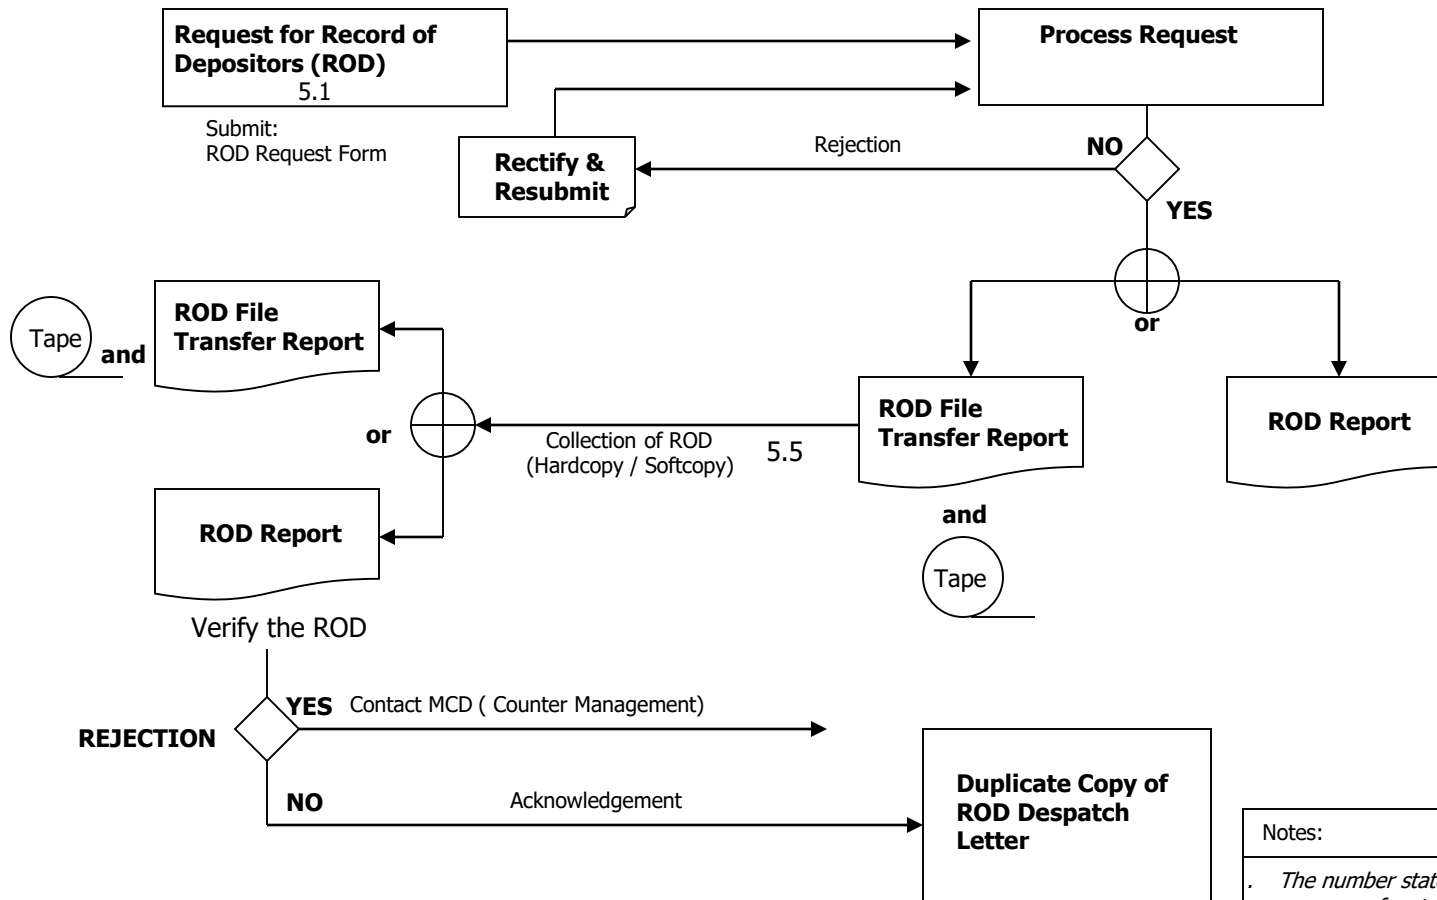 Request for Record of
Depositors (ROD)
5.1
Process Request
Submit:
ROD Request Form
Rectify &
Resubmit
Rejection
NO
YES
or
ROD File
Transfer Report
Tape
and
or
Collection of ROD
(Hardcopy / Softcopy)
5.5
ROD File
Transfer Report
ROD Report
and
Tape
ROD Report
Verify the ROD
YES
Contact MCD ( Counter Management)
REJECTION
NO
Acknowledgement
Duplicate Copy of
ROD Despatch
Letter
Notes:
. The number